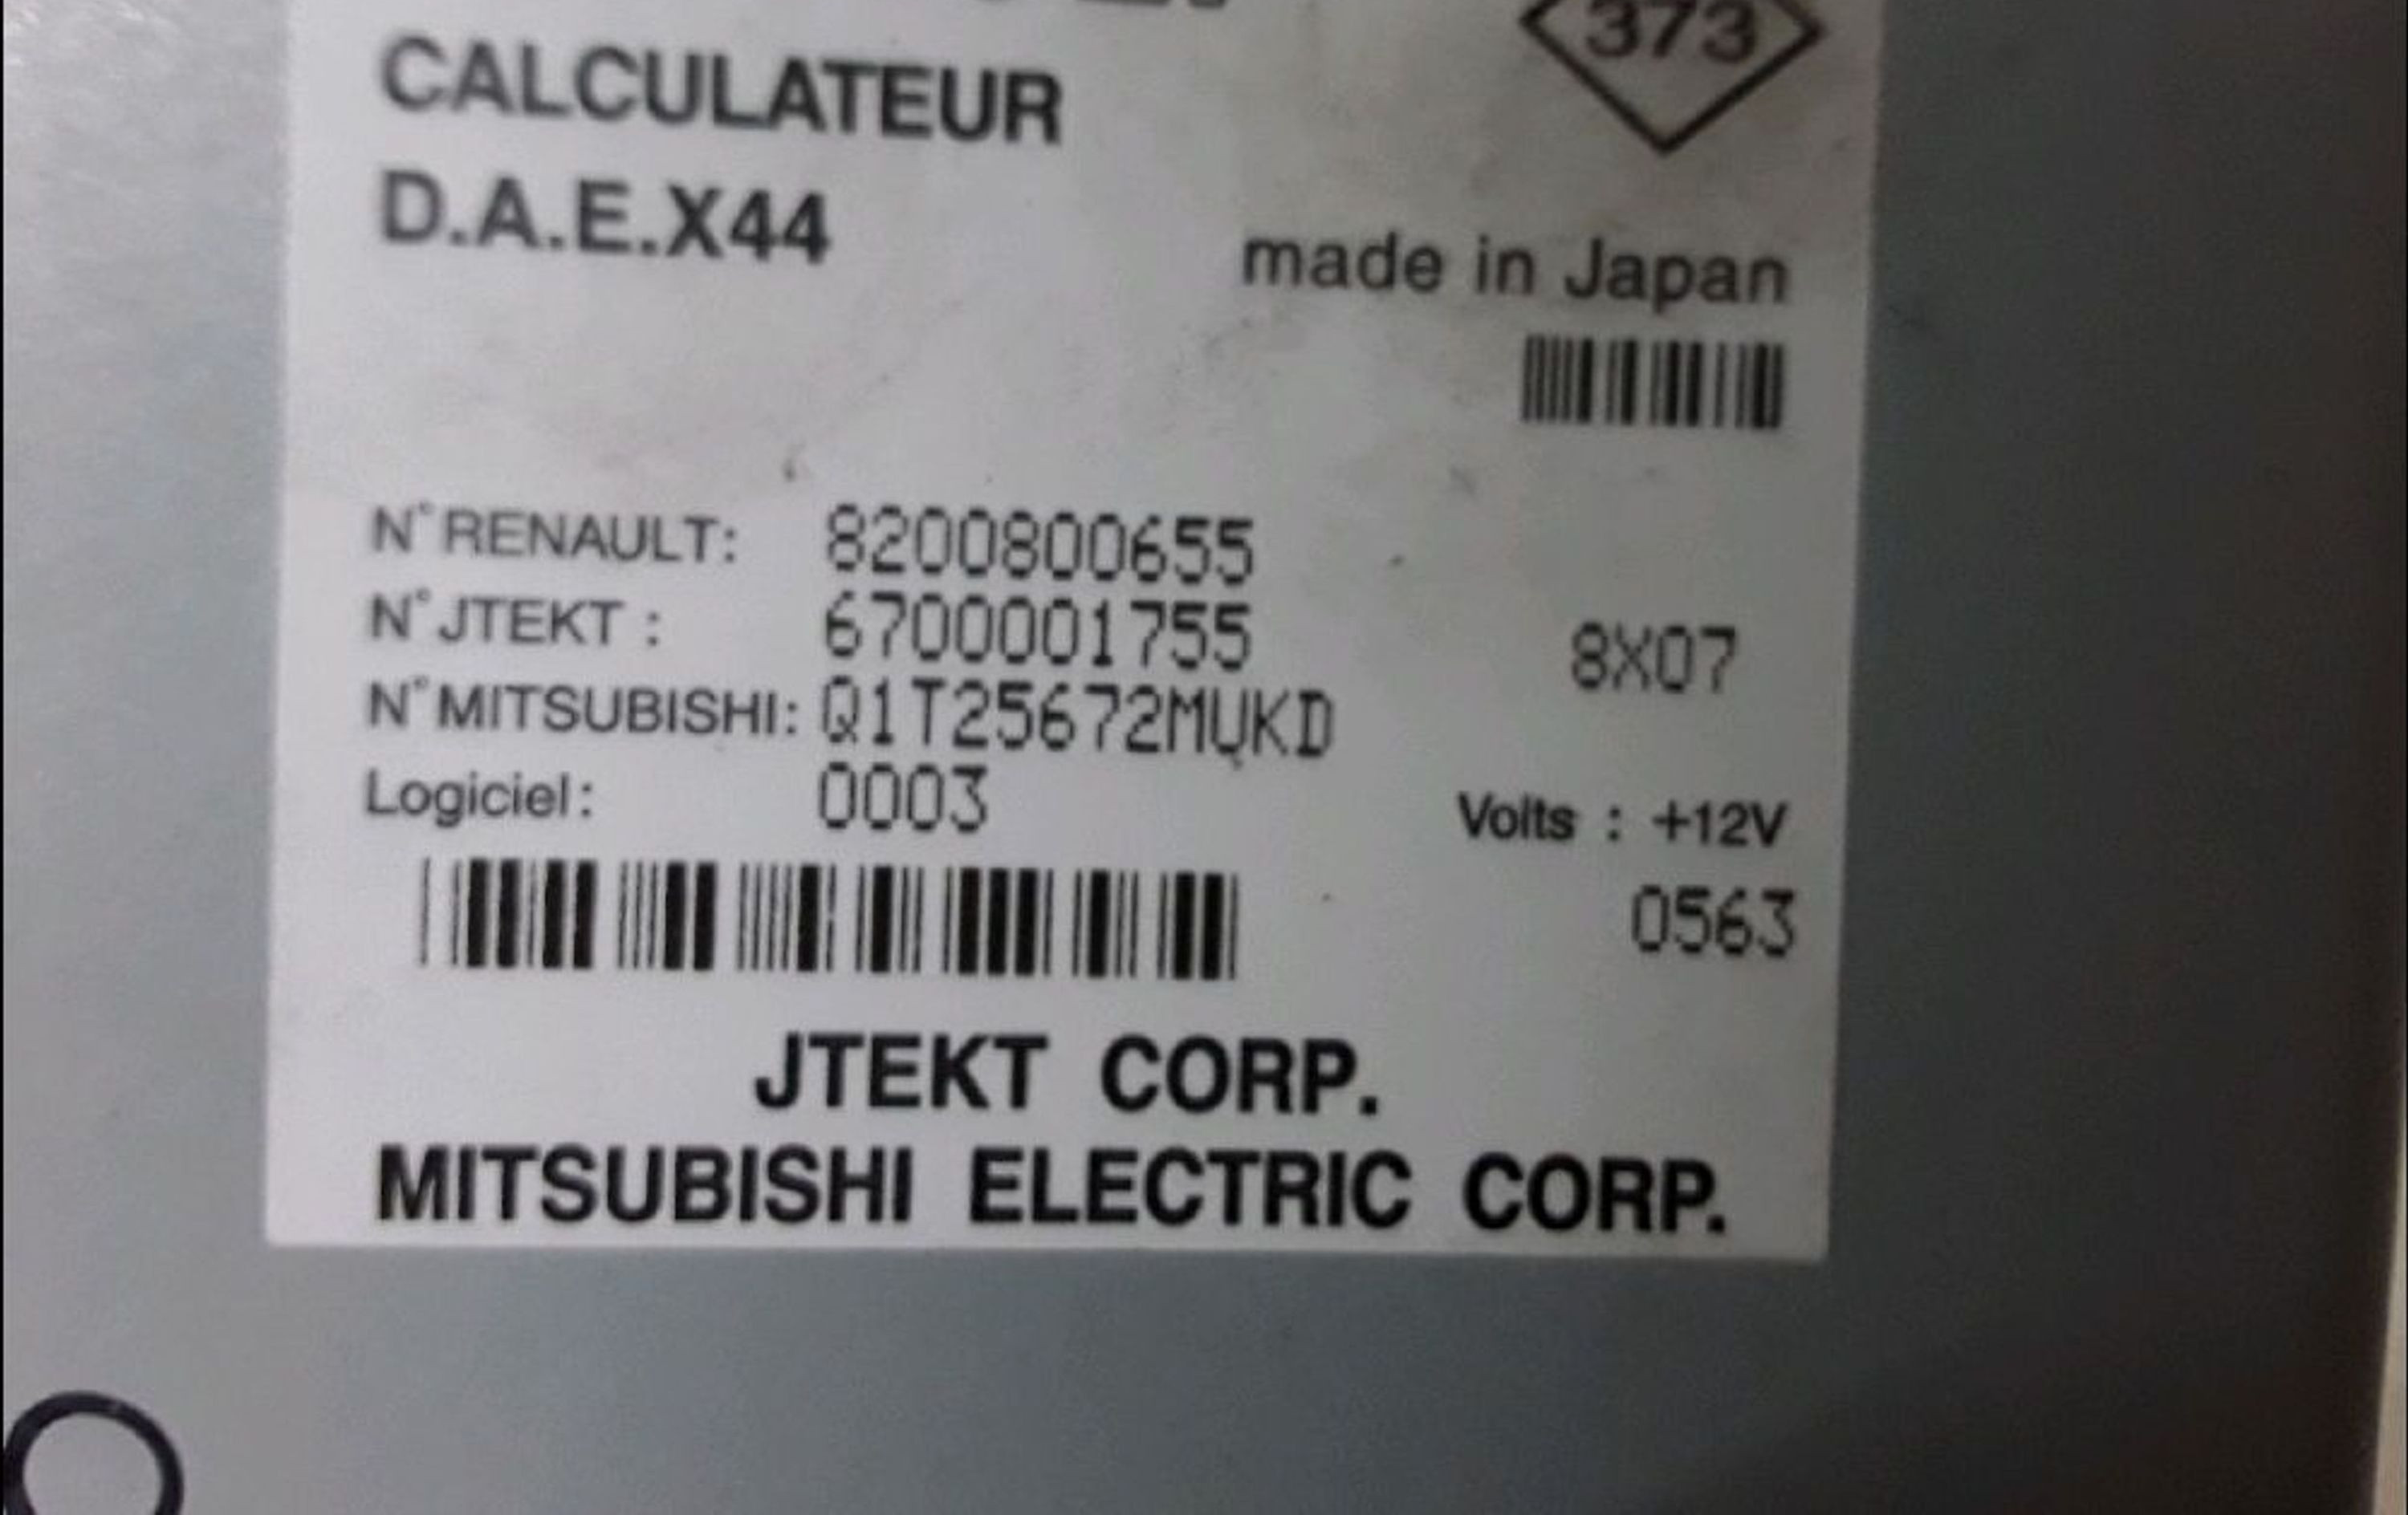 373
CALCULATEUR
D.A.E.X44
made in Japan
N°RENAULT: 8200800655
N°JTEKT : 6700001755
8X07
N°MITSUBISHI: Q1T25672MUKD
Logiciel: 0003
Volts : +12V
0563
JTEKT CORP.
MITSUBISHI ELECTRIC CORP.